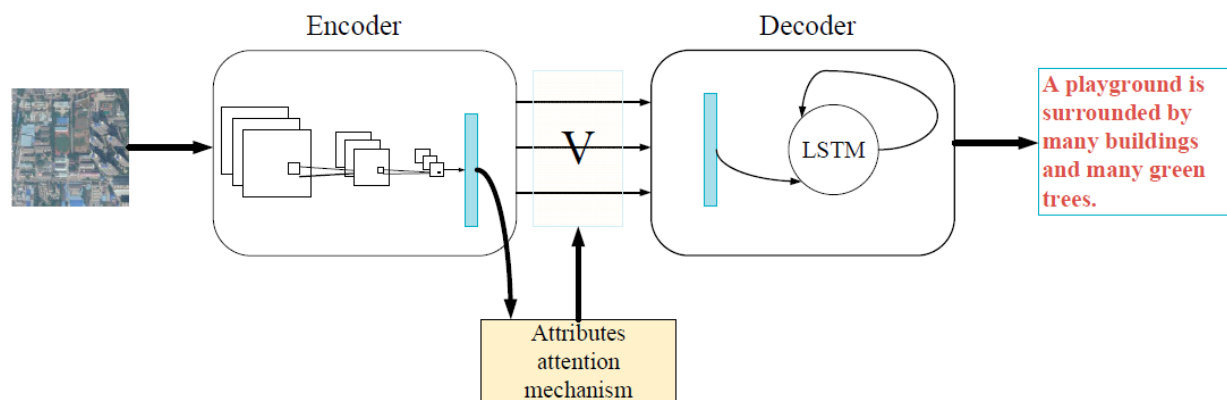 Encoder
Decoder
V
LSTM
A playground is
surrounded by
many buildings
and many green
trees.
Attributes
attention
mechanism